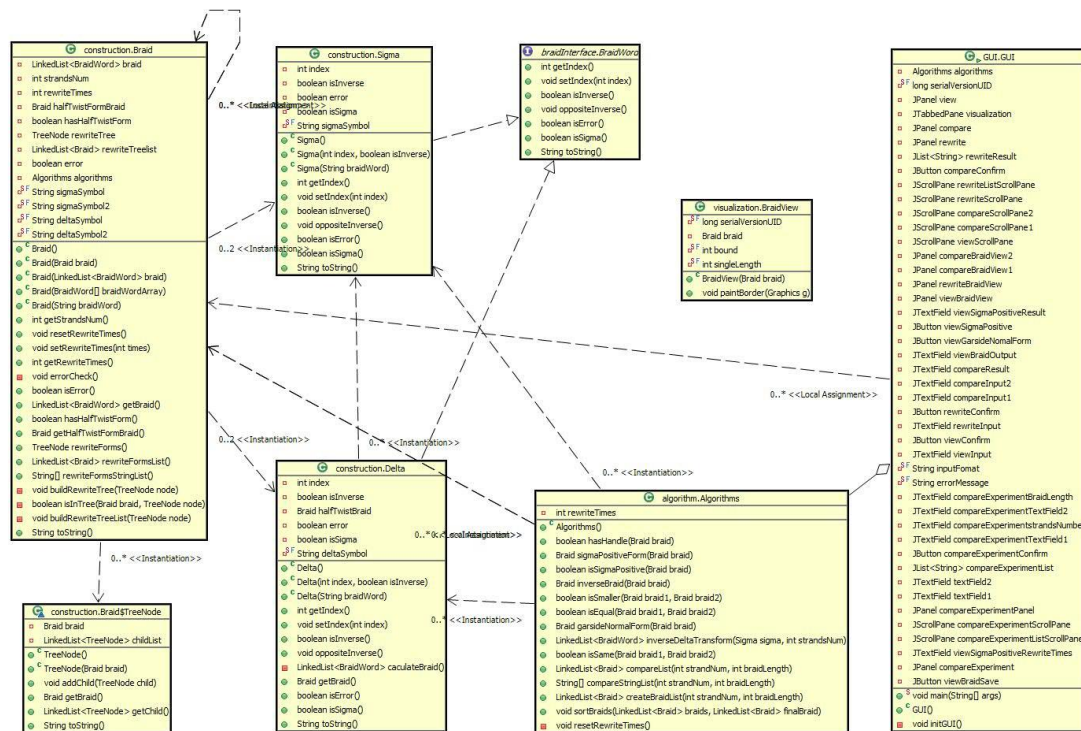 construction.Braid
LinkedList<BraidWord> braid
int strandsNum
int rewriteTimes
Braid halfTwistFormBraid
boolean hasHalfTwistForm
TreeNode rewriteTree
LinkedList<Braid> rewriteTreelist
boolean error
Algorithms algorithms
String sigmaSymbol
String sigmaSymbol2
String deltaSymbol
String deltaSymbol2
Braid()
Braid(Braid braid)
Braid(LinkedList<BraidWord> braid)
Braid(BraidWord[] braidWordArray)
Braid(String braidWord)
int getStrandsNum()
void resetRewriteTimes()
void setRewriteTimes(int times)
int getRewriteTimes()
void errorCheck()
boolean isError()
LinkedList<BraidWord> getBraid()
boolean hasHalfTwistForm()
Braid getHalfTwistFormBraid()
TreeNode rewriteForms()
LinkedList<Braid> rewriteFormsList()
String[] rewriteFormsStringList()
void buildRewriteTree(TreeNode node)
boolean isInTree(Braid braid, TreeNode node)
void buildRewriteTreeList(TreeNode node)
String toString()
0..*
0..2 <<Instantiation>>
0..2 <<Instantiation>>
0..* <<Instantiation>>
construction.Braid$TreeNode
Braid braid
LinkedList<TreeNode> childList
TreeNode()
TreeNode(Braid braid)
void addChild(TreeNode child)
Braid getBraid()
LinkedList<TreeNode> getChild()
String toString()
construction.Sigma
int index
boolean isInverse
boolean error
boolean isSigma
String sigmaSymbol
Sigma()
Sigma(int index, boolean isInverse)
Sigma(String braidWord)
int getIndex()
void setIndex(int index)
boolean isInverse()
void oppositeInverse()
boolean isError()
boolean isSigma()
String toString()
0..* <<Instantiation>>
construction.Delta
int index
boolean isInverse
Braid halfTwistBraid
boolean error
boolean isSigma
String deltaSymbol
Delta()
Delta(int index, boolean isInverse)
Delta(String braidWord)
int getIndex()
void setIndex(int index)
boolean isInverse()
void oppositeInverse()
LinkedList<BraidWord> caculateBraid()
Braid getBraid()
boolean isError()
boolean isSigma()
String toString()
braidInterface.BraidWord
int getIndex()
void setIndex(int index)
boolean isInverse()
void oppositeInverse()
boolean isError()
boolean isSigma()
String toString()
visualization.BraidView
long serialVersionUID
Braid braid
int bound
int singleLength
BraidView(Braid braid)
void paintBorder(Graphics g)
0..* <<Local Assignment>>
0..* <<Instantiation>>
0..* <<Instantiation>>
algorithm.Algorithms
int rewriteTimes
Algorithms()
boolean hasHandle(Braid braid)
Braid sigmaPositiveForm(Braid braid)
boolean isSigmaPositive(Braid braid)
Braid inverseBraid(Braid braid)
boolean isSmaller(Braid braid1, Braid braid2)
boolean isEqual(Braid braid1, Braid braid2)
Braid garsideNormalForm(Braid braid)
LinkedList<BraidWord> inverseDeltaTransform(Sigma sigma, int strandsNum)
boolean isSame(Braid braid1, Braid braid2)
LinkedList<Braid> compareList(int strandNum, int braidLength)
String[] compareStringList(int strandNum, int braidLength)
LinkedList<Braid> createBraidList(int strandNum, int braidLength)
void sortBraids(LinkedList<Braid> braids, LinkedList<Braid> finalBraid)
void resetRewriteTimes()
GUI.GUI
Algorithms algorithms
long serialVersionUID
JPanel view
JTabbedPane visualization
JPanel compare
JPanel rewrite
JList<String> rewriteResult
JButton compareConfirm
JScrollPane rewriteListScrollPane
JScrollPane rewriteScrollPane
JScrollPane compareScrollPane2
JScrollPane compareScrollPane1
JScrollPane viewScrollPane
JPanel compareBraidView2
JPanel compareBraidView1
JPanel rewriteBraidView
JPanel viewBraidView
JTextField viewSigmaPositiveResult
JButton viewSigmaPositive
JButton viewGarsideNomalForm
JTextField viewBraidOutput
JTextField compareResult
JTextField compareInput2
JTextField compareInput1
JButton rewriteConfirm
JTextField rewriteInput
JButton viewConfirm
JTextField viewInput
String inputFomat
String errorMessage
JTextField compareExperimentBraidLength
JTextField compareExperimentTextField2
JTextField compareExperimentstrandsNumbe
JTextField compareExperimentTextField1
JButton compareExperimentConfirm
JList<String> compareExperimentList
JTextField textField2
JTextField textField1
JPanel compareExperimentPanel
JScrollPane compareExperimentScrollPane
JScrollPane compareExperimentListScrollPane
JTextField viewSigmaPositiveRewriteTimes
JPanel compareExperiment
JButton viewBraidSave
void main(String[] args)
GUI()
void initGUI()